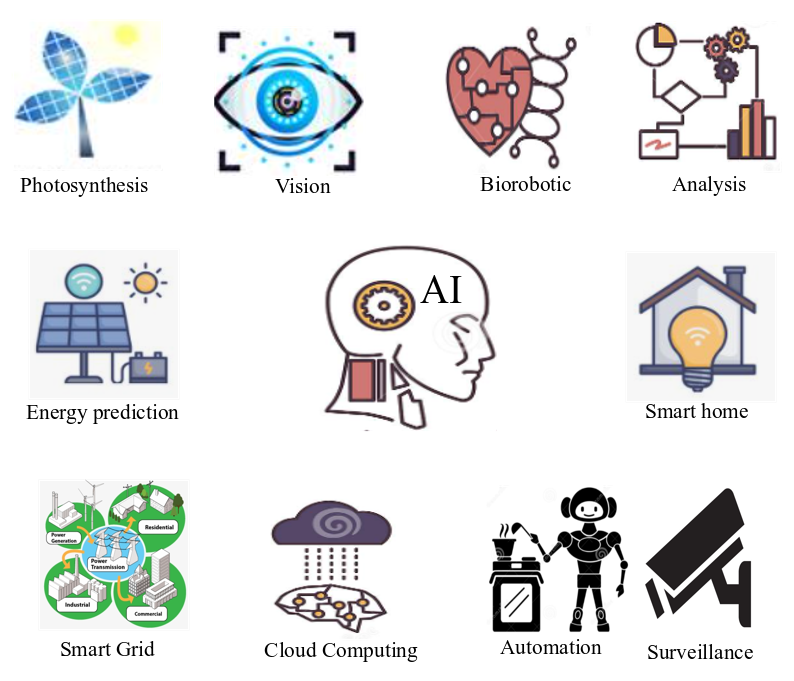 Photosynthesis
Vision
Biorobotic
Analysis
AI
Energy prediction
Smart home
Power
Generation
Residential
Power
Transmission
Industrial
Commercial
Smart Grid
Cloud Computing
Automation
Surveillance